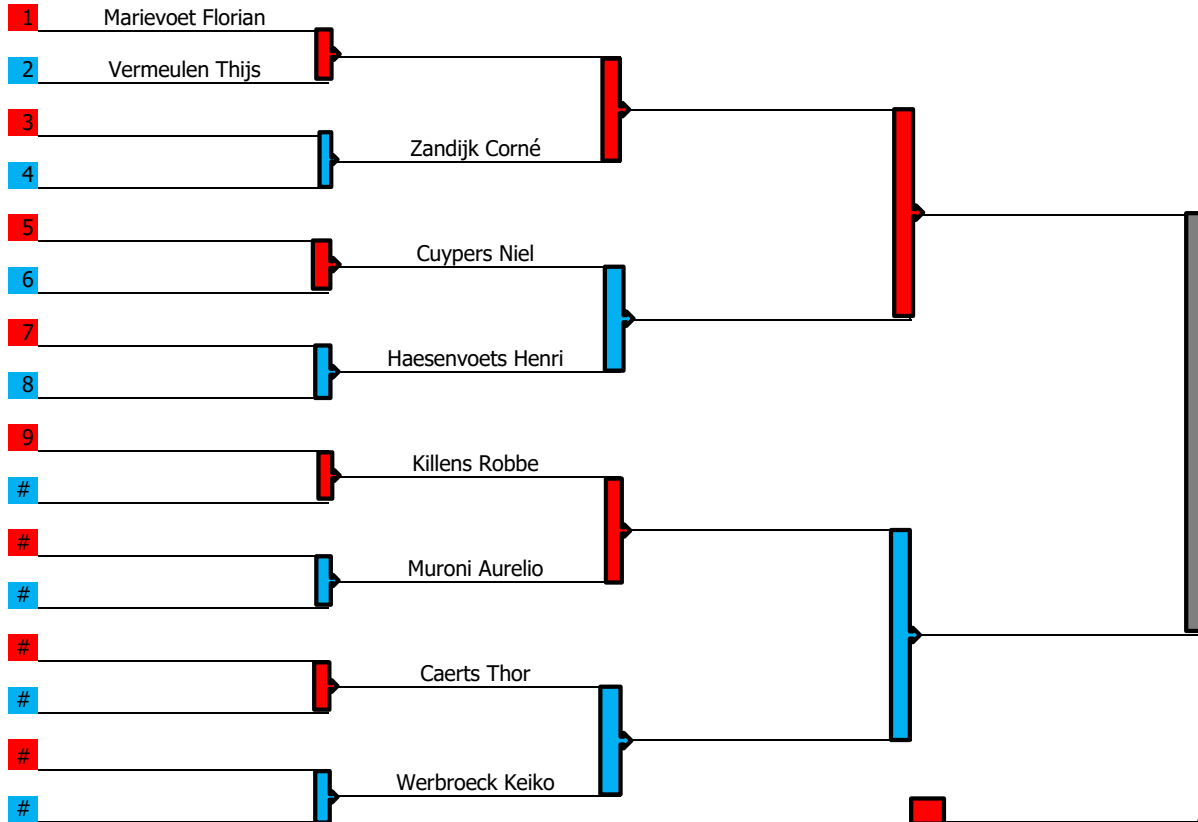 1 Marievoet Florian
2 Vermeulen Thijs
3
4 Zandijk Corné
5
6 Cuypers Niel
7
8 Haesenvoets Henri
9
# Killens Robbe
#
# Muroni Aurelio
#
# Caerts Thor
#
# Werbroeck Keiko